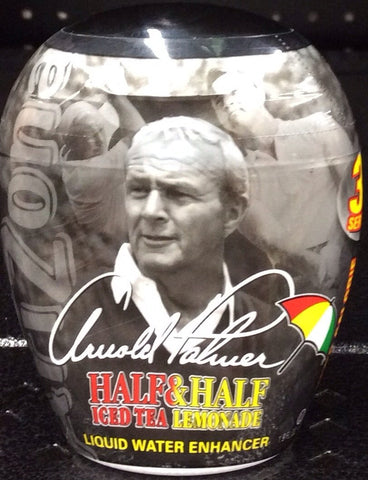 Arnold Palmer
HALF&HALF
ICED TEA LEMONADE
LIQUID WATER ENHANCER